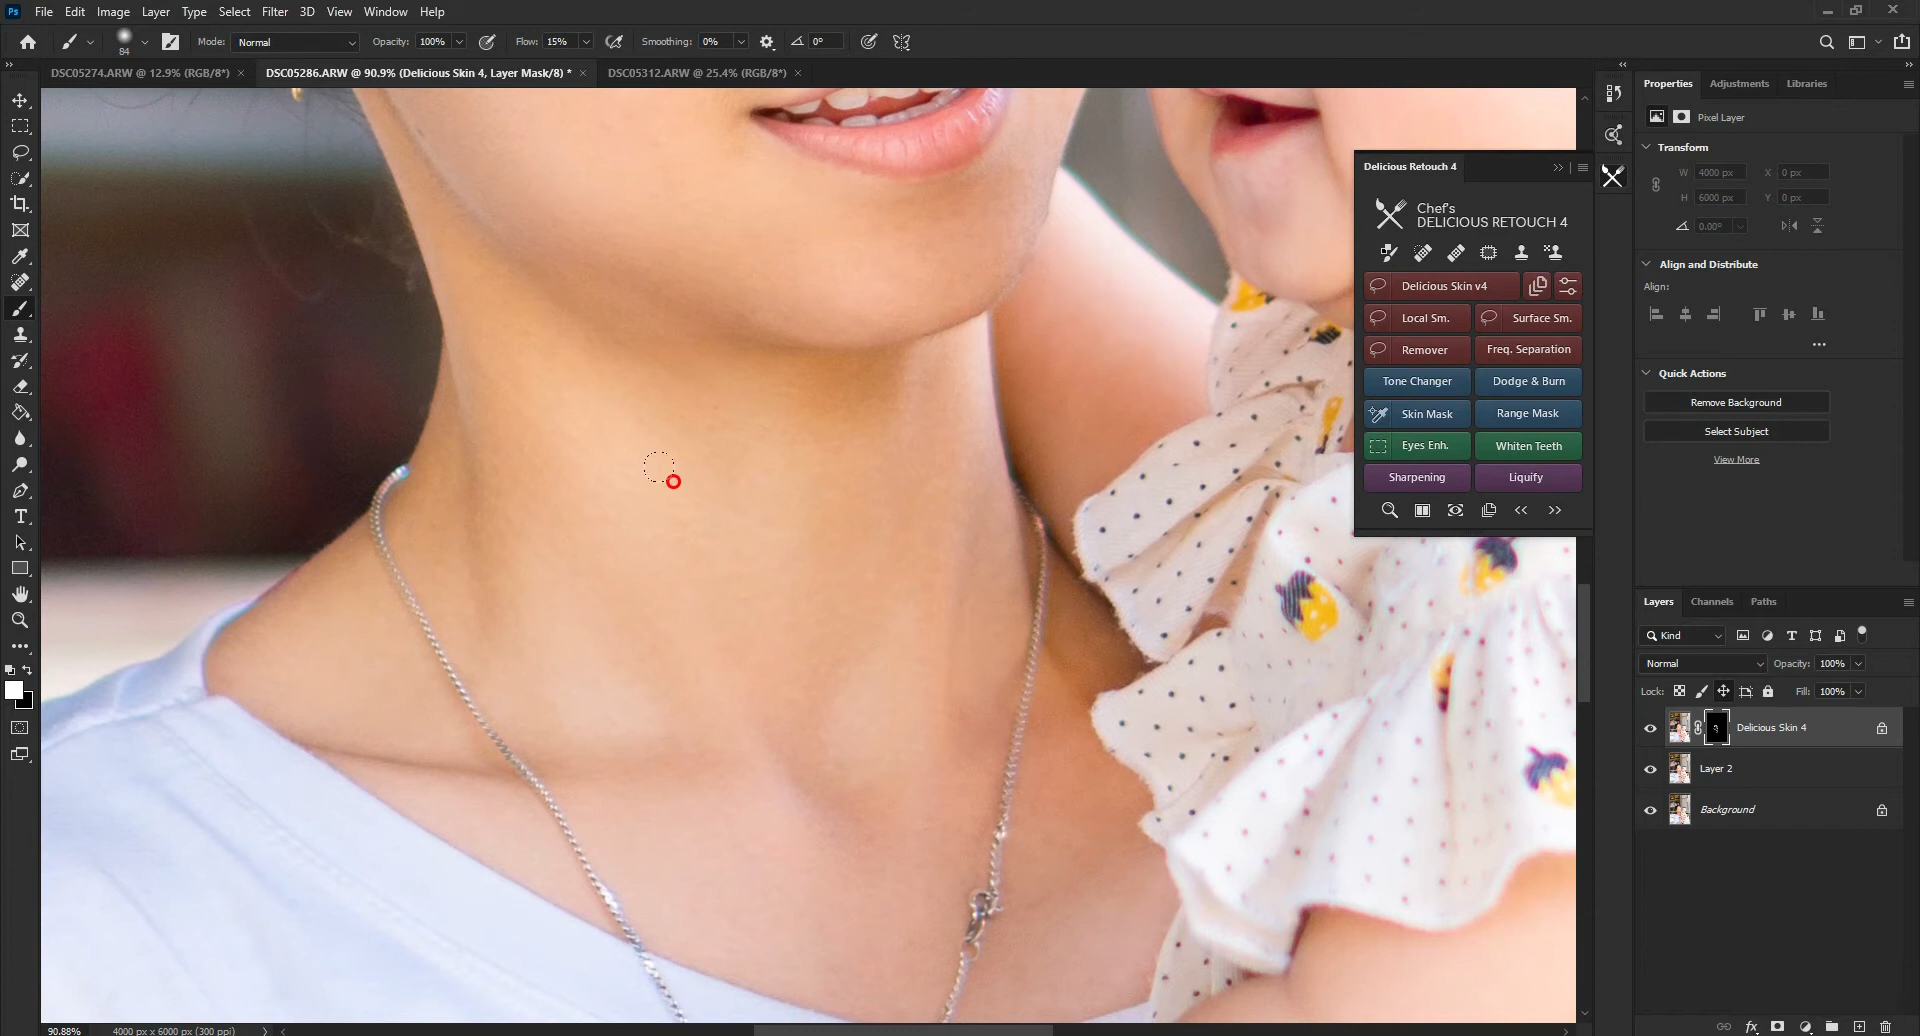 Ps File Edit Image Layer Type Select Filter 3D View Window Help
84 Mode: Normal Opacity: 100% Flow: 15% Smoothing: 0% 0°
DSC05274.ARW @ 12.9% (RGB/8*) × DSC05286.ARW @ 90.9% (Delicious Skin 4, Layer Mask/8) * × DSC05312.ARW @ 25.4% (RGB/8*) ×
Properties Adjustments Libraries
Pixel Layer
Transform
W 4000 px X 0 px
H 6000 px Y 0 px
0.00°
Align and Distribute
Align:
Quick Actions
Remove Background
Select Subject
View More
Delicious Retouch 4
Chef's
DELICIOUS RETOUCH 4
Delicious Skin v4
Local Sm. Surface Sm.
Remover Freq. Separation
Tone Changer Dodge & Burn
Skin Mask Range Mask
Eyes Enh. Whiten Teeth
Sharpening Liquify
Layers Channels Paths
Kind
Normal Opacity: 100%
Lock: Fill: 100%
Delicious Skin 4
Layer 2
Background
90.88% 4000 px x 6000 px (300 ppi)